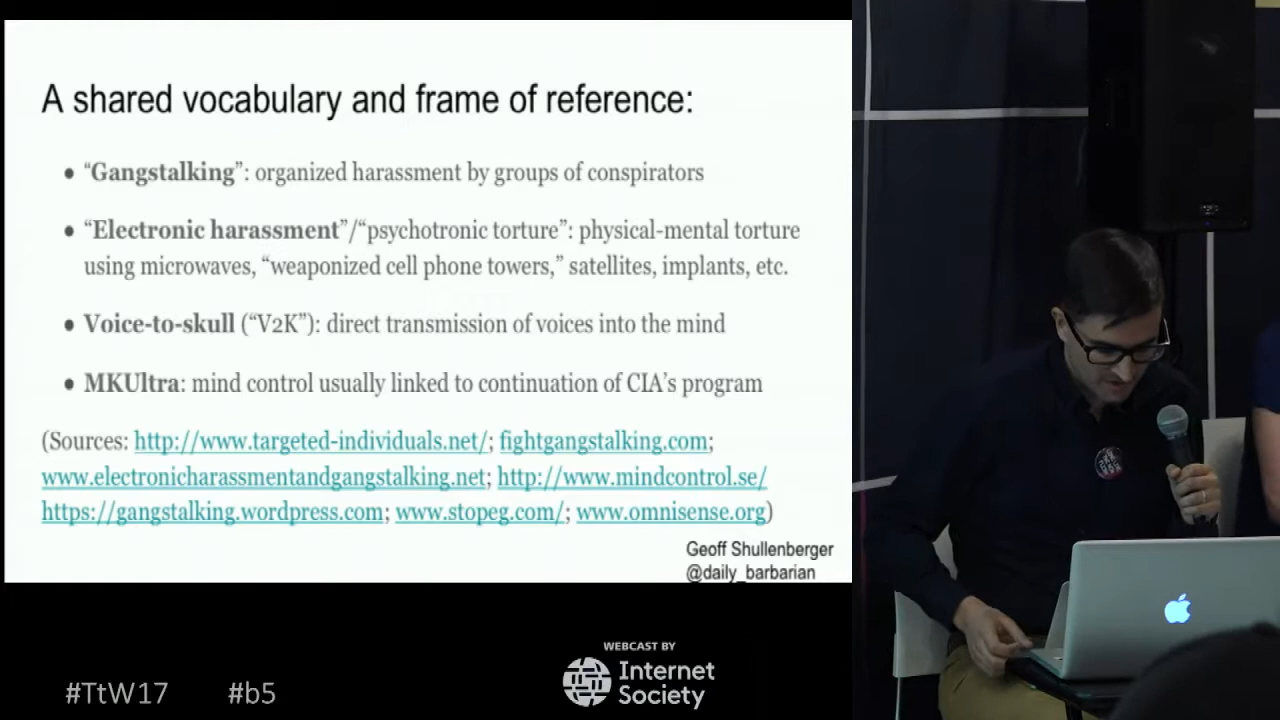 A shared vocabulary and frame of reference:
● “Gangstalking”: organized harassment by groups of conspirators
● “Electronic harassment”/“psychotronic torture”: physical-mental torture
using microwaves, “weaponized cell phone towers,” satellites, implants, etc.
● Voice-to-skull (“V2K”): direct transmission of voices into the mind
● MKUltra: mind control usually linked to continuation of CIA’s program
(Sources: http://www.targeted-individuals.net/; fightgangstalking.com;
www.electronicharassmentandgangstalking.net; http://www.mindcontrol.se/
https://gangstalking.wordpress.com; www.stopeg.com/; www.omnisense.org)
Geoff Shullenberger
@daily_barbarian
WEBCAST BY
Internet
Society
#TtW17 #b5